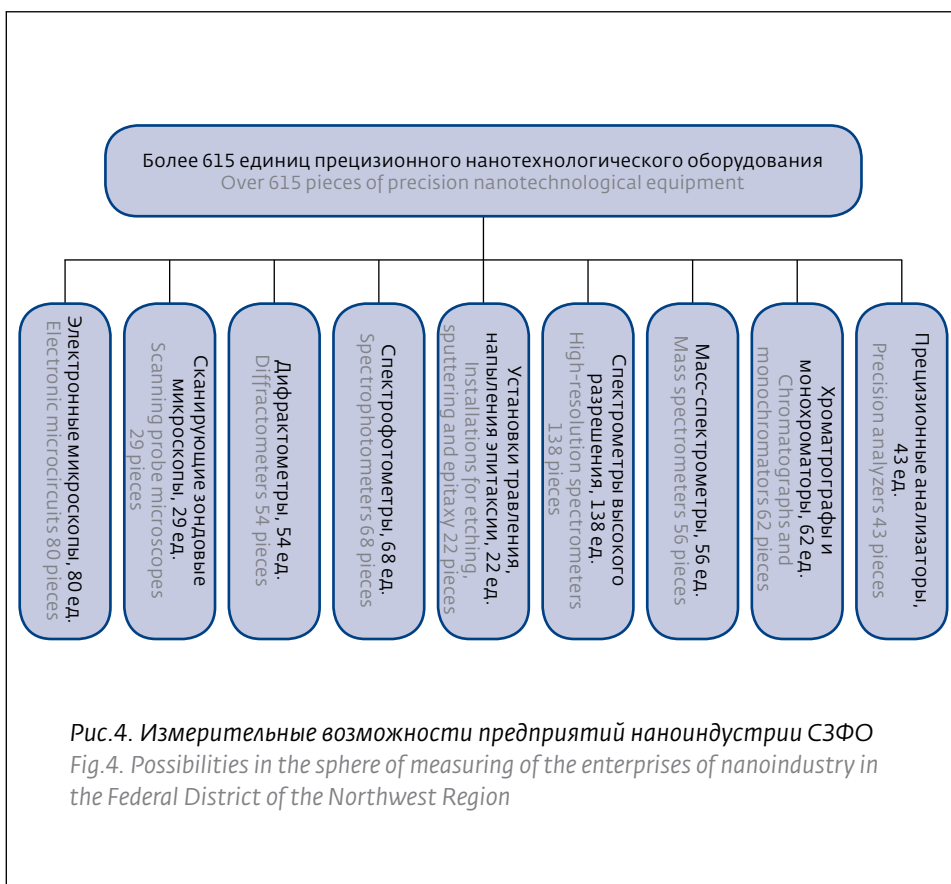 Более 615 единиц прецизионного нанотехнологического оборудования
Over 615 pieces of precision nanotechnological equipment
Электронные микроскопы, 80 ед.
Electronic microcircuits 80 pieces
Сканирующие зондовые
микроскопы, 29 ед.
Scanning probe microscopes
29 pieces
Дифрактометры, 54 ед.
Diffractometers 54 pieces
Спектрофотометры, 68 ед.
Spectrophotometers 68 pieces
Установки травления,
напыления эпитаксии, 22 ед.
Installations for etching,
sputtering and epitaxy 22 pieces
Спектрометры высокого
разрешения, 138 ед.
High-resolution spectrometers
138 pieces
Масс-спектрометры, 56 ед.
Mass spectrometers 56 pieces
Хроматрографы и
монохроматоры, 62 ед.
Chromatographs and
monochromators 62 pieces
Прецизионные анализаторы,
43 ед.
Precision analyzers 43 pieces
Рис.4. Измерительные возможности предприятий наноиндустрии СЗФО
Fig.4. Possibilities in the sphere of measuring of the enterprises of nanoindustry in
the Federal District of the Northwest Region